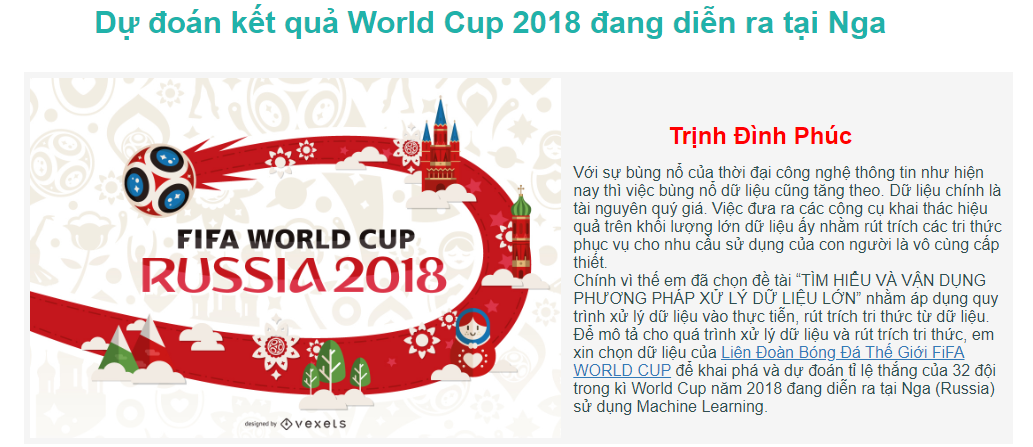 Dự đoán kết quả World Cup 2018 đang diễn ra tại Nga
FIFA WORLD CUP
RUSSIA 2018
designed by vexels
Trịnh Đình Phúc
Với sự bùng nổ của thời đại công nghệ thông tin như hiện
nay thì việc bùng nổ dữ liệu cũng tăng theo. Dữ liệu chính là
tài nguyên quý giá. Việc đưa ra các công cụ khai thác hiệu
quả trên khối lượng lớn dữ liệu ấy nhằm rút trích các tri thức
phục vụ cho nhu cầu sử dụng của con người là vô cùng cấp
thiết.
Chính vì thế em đã chọn đề tài “TÌM HIỂU VÀ VẬN DỤNG
PHƯƠNG PHÁP XỬ LÝ DỮ LIỆU LỚN” nhằm áp dụng quy
trình xử lý dữ liệu vào thực tiễn, rút trích tri thức từ dữ liệu.
Để mô tả cho quá trình xử lý dữ liệu và rút trích tri thức, em
xin chọn dữ liệu của Liên Đoàn Bóng Đá Thế Giới FiFA
WORLD CUP để khai phá và dự đoán tỉ lệ thắng của 32 đội
trong kì World Cup năm 2018 đang diễn ra tại Nga (Russia)
sử dụng Machine Learning.